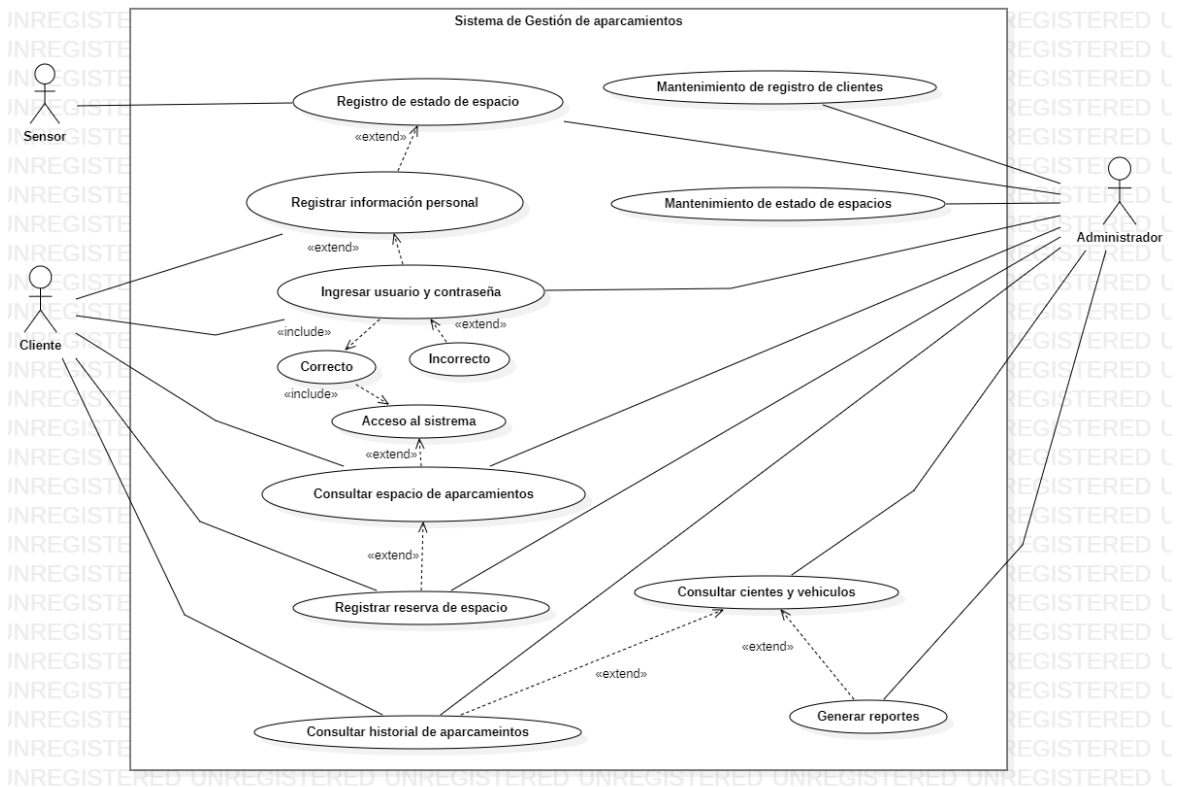 Sistema de Gestión de aparcamientos
Sensor
Registro de estado de espacio
Mantenimiento de registro de clientes
«extend»
Registrar información personal
Mantenimiento de estado de espacios
Administrador
«extend»
Cliente
Ingresar usuario y contraseña
«include»
«extend»
Correcto
Incorrecto
«include»
Acceso al sistrema
«extend»
Consultar espacio de aparcamientos
«extend»
Registrar reserva de espacio
Consultar cientes y vehiculos
«extend»
«extend»
Consultar historial de aparcameintos
Generar reportes
UNREGISTERED UNREGISTERED UNREGISTERED UNREGISTERED